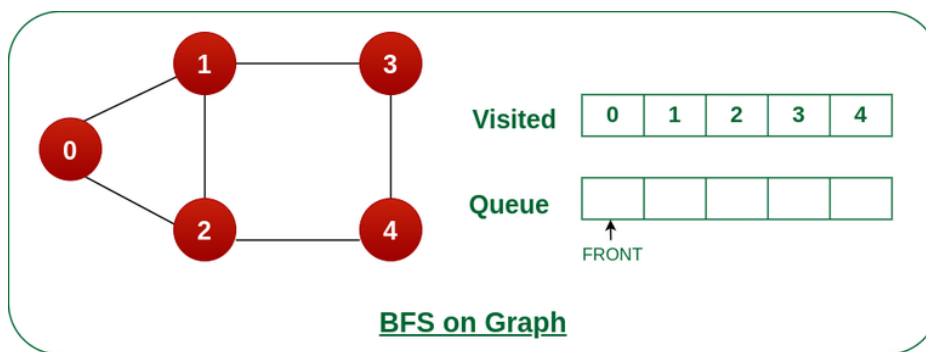 1 3
0
2 4
Visited 0 1 2 3 4
Queue
FRONT
BFS on Graph